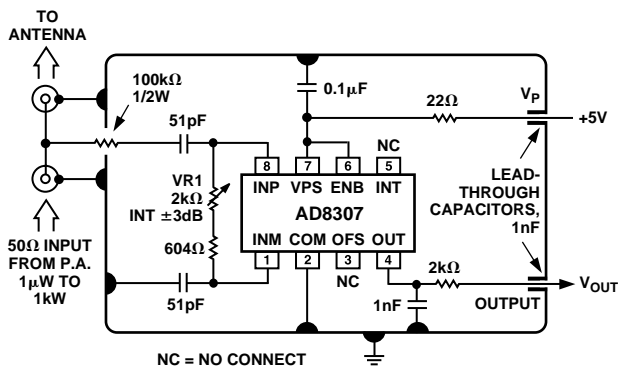 TO
ANTENNA
100kΩ
1/2W
51pF
0.1μF
22Ω
VP
+5V
NC
8
7
6
5
INP
VPS
ENB
INT
VR1
2kΩ
INT ±3dB
AD8307
LEAD-
THROUGH
CAPACITORS,
1nF
604Ω
INM
COM
OFS
OUT
1
2
3
4
NC
50Ω INPUT
FROM P.A.
1μW TO
1kW
51pF
1nF
2kΩ
VOUT
OUTPUT
NC = NO CONNECT